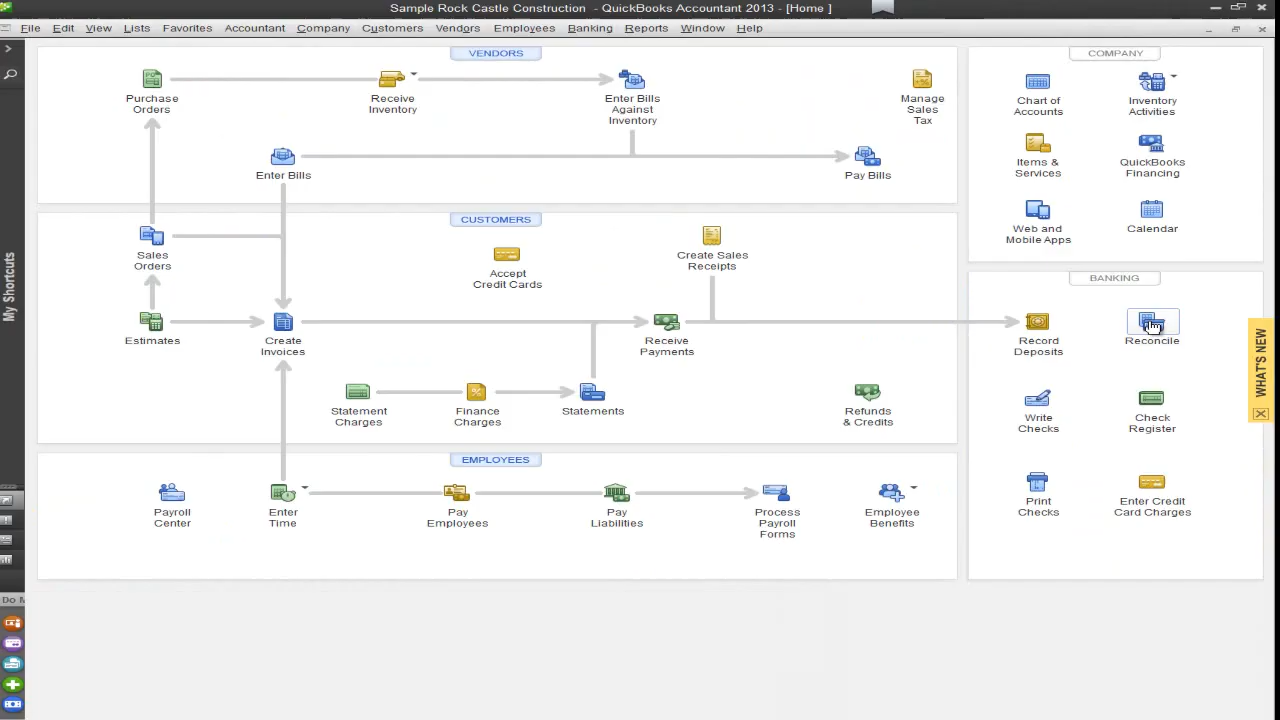 Sample Rock Castle Construction - QuickBooks Accountant 2013 - [Home ]
File Edit View Lists Favorites Accountant Company Customers Vendors Employees Banking Reports Window Help
VENDORS
Purchase
Orders
Receive
Inventory
Enter Bills
Against
Inventory
Manage
Sales
Tax
Enter Bills
Pay Bills
CUSTOMERS
Sales
Orders
Accept
Credit Cards
Create Sales
Receipts
Estimates
Create
Invoices
Receive
Payments
Statement
Charges
Finance
Charges
Statements
Refunds
& Credits
EMPLOYEES
Payroll
Center
Enter
Time
Pay
Employees
Pay
Liabilities
Process
Payroll
Forms
Employee
Benefits
COMPANY
Chart of
Accounts
Inventory
Activities
Items &
Services
QuickBooks
Financing
Web and
Mobile Apps
Calendar
BANKING
Record
Deposits
Reconcile
Write
Checks
Check
Register
Print
Checks
Enter Credit
Card Charges
My Shortcuts
Do M
WHAT'S NEW